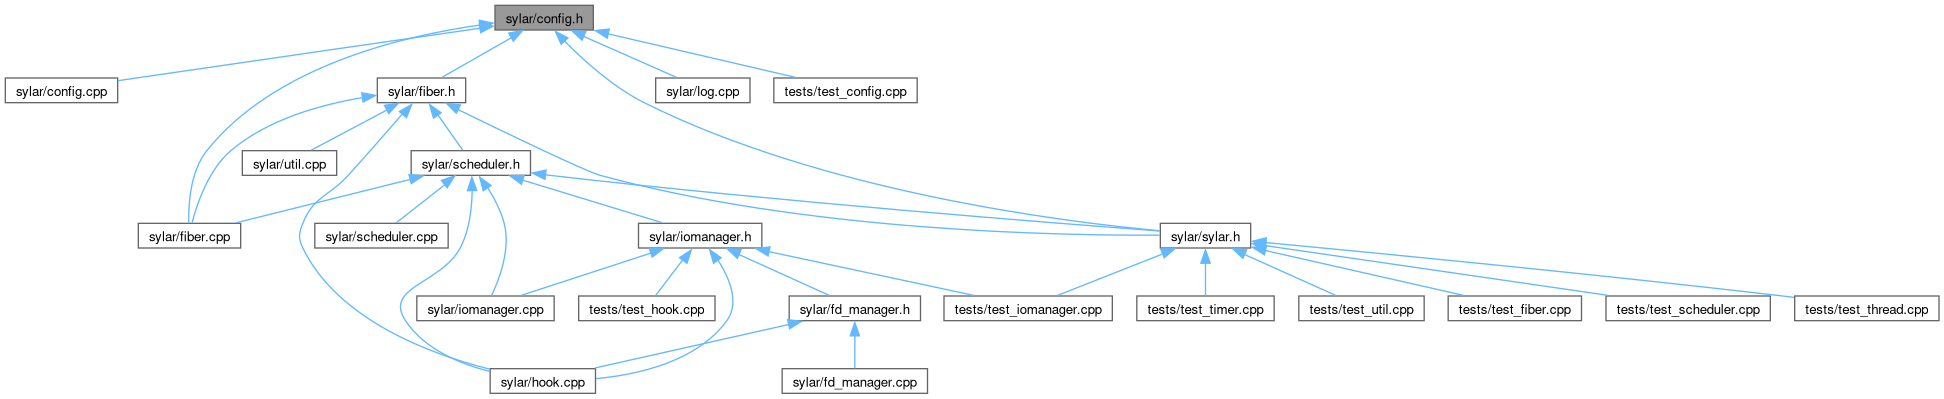 sylar/config.h
sylar/config.cpp
sylar/fiber.h
sylar/log.cpp
tests/test_config.cpp
sylar/util.cpp
sylar/scheduler.h
sylar/fiber.cpp
sylar/scheduler.cpp
sylar/iomanager.h
sylar/sylar.h
sylar/iomanager.cpp
tests/test_hook.cpp
sylar/fd_manager.h
tests/test_iomanager.cpp
tests/test_timer.cpp
tests/test_util.cpp
tests/test_fiber.cpp
tests/test_scheduler.cpp
tests/test_thread.cpp
sylar/hook.cpp
sylar/fd_manager.cpp